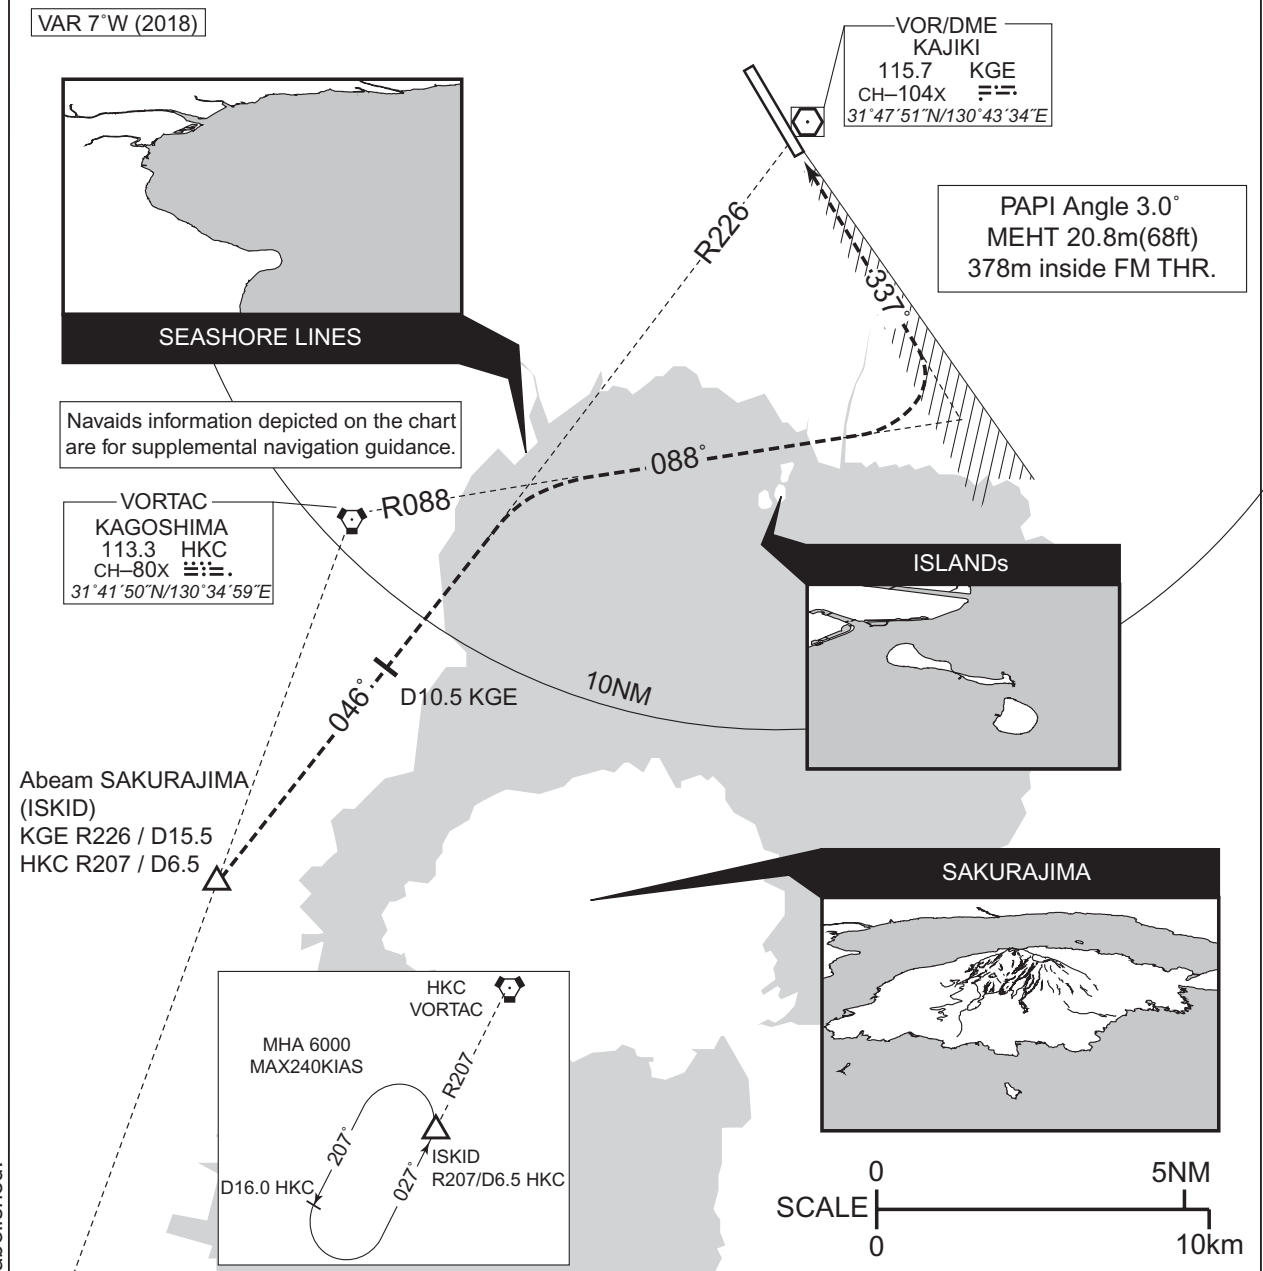 VAR 7˚W (2018)
VOR/DME
KAJIKI
115.7 KGE
CH–104X
31˚47´51˝N/130˚43´34˝E
PAPI Angle 3.0˚
MEHT 20.8m(68ft)
378m inside FM THR.
R226
337˚
SEASHORE LINES
Navaids information depicted on the chart
are for supplemental navigation guidance.
088˚
R088
VORTAC
KAGOSHIMA
113.3 HKC
CH–80X
31˚41´50˝N/130˚34´59˝E
ISLANDs
10NM
D10.5 KGE
046˚
Abeam SAKURAJIMA
(ISKID)
KGE R226 / D15.5
HKC R207 / D6.5
SAKURAJIMA
HKC
VORTAC
MHA 6000
MAX240KIAS
R207
207˚
027˚
ISKID
R207/D6.5 HKC
D16.0 HKC
0 5NM
SCALE
0 10km